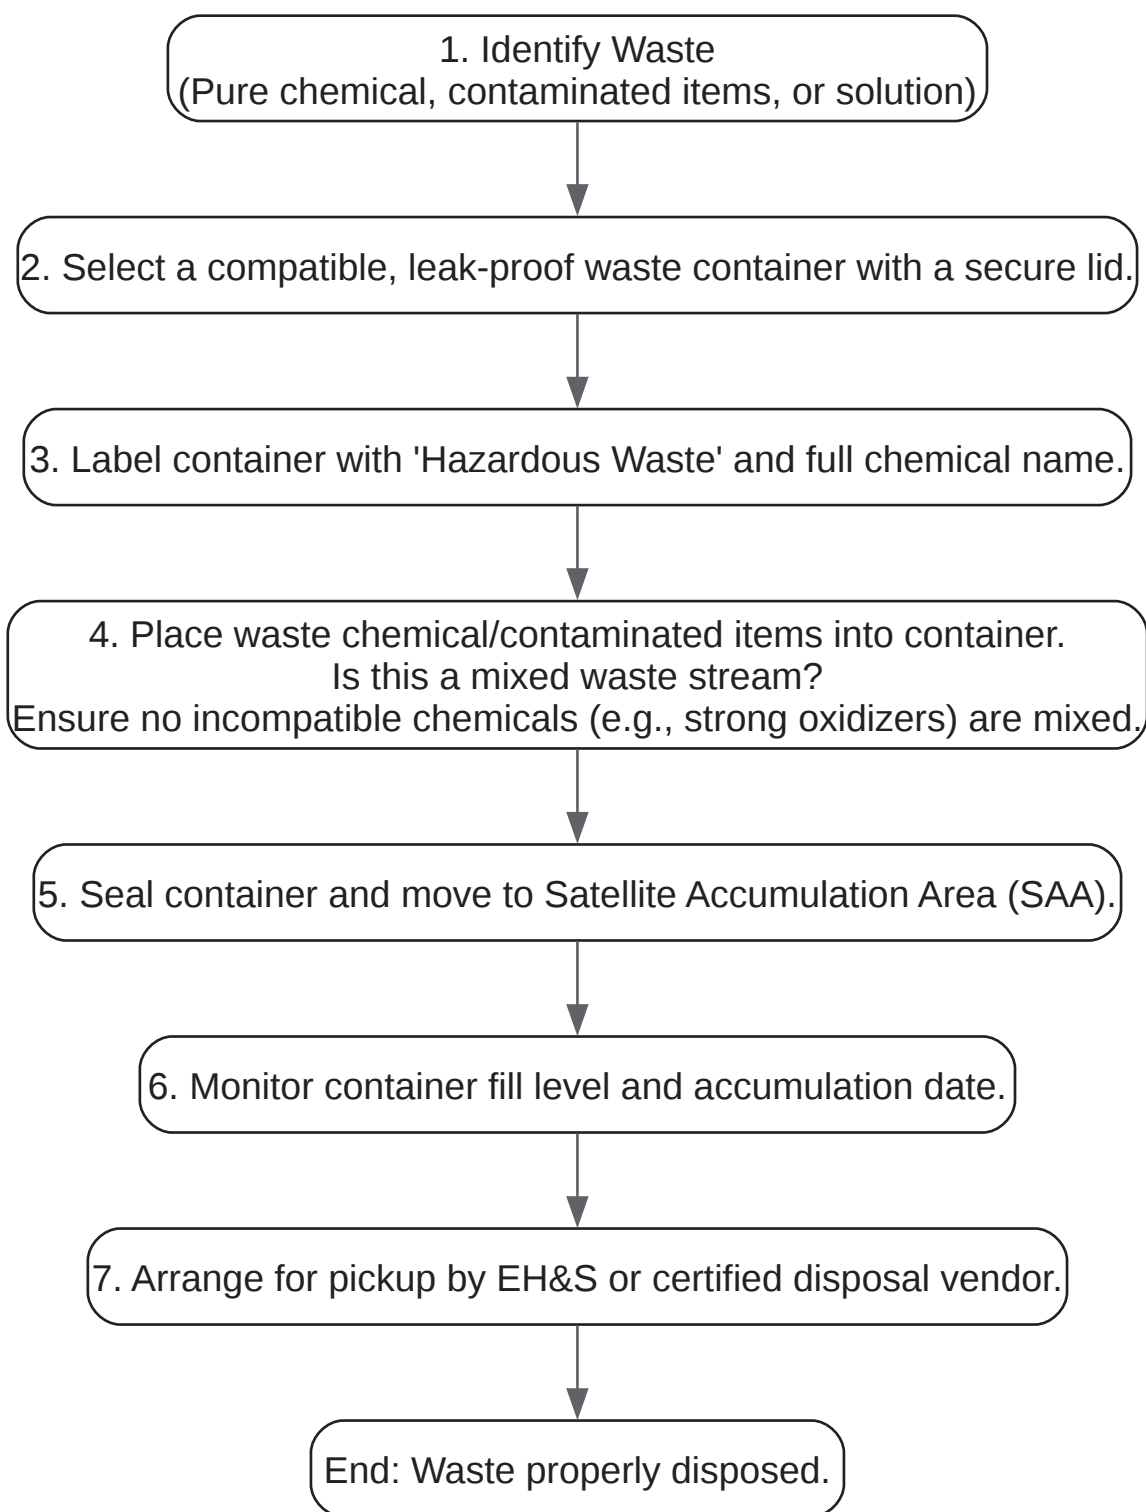 1. Identify Waste
(Pure chemical, contaminated items, or solution)
2. Select a compatible, leak-proof waste container with a secure lid.
3. Label container with 'Hazardous Waste' and full chemical name.
4. Place waste chemical/contaminated items into container.
Is this a mixed waste stream?
Ensure no incompatible chemicals (e.g., strong oxidizers) are mixed.
5. Seal container and move to Satellite Accumulation Area (SAA).
6. Monitor container fill level and accumulation date.
7. Arrange for pickup by EH&S or certified disposal vendor.
End: Waste properly disposed.